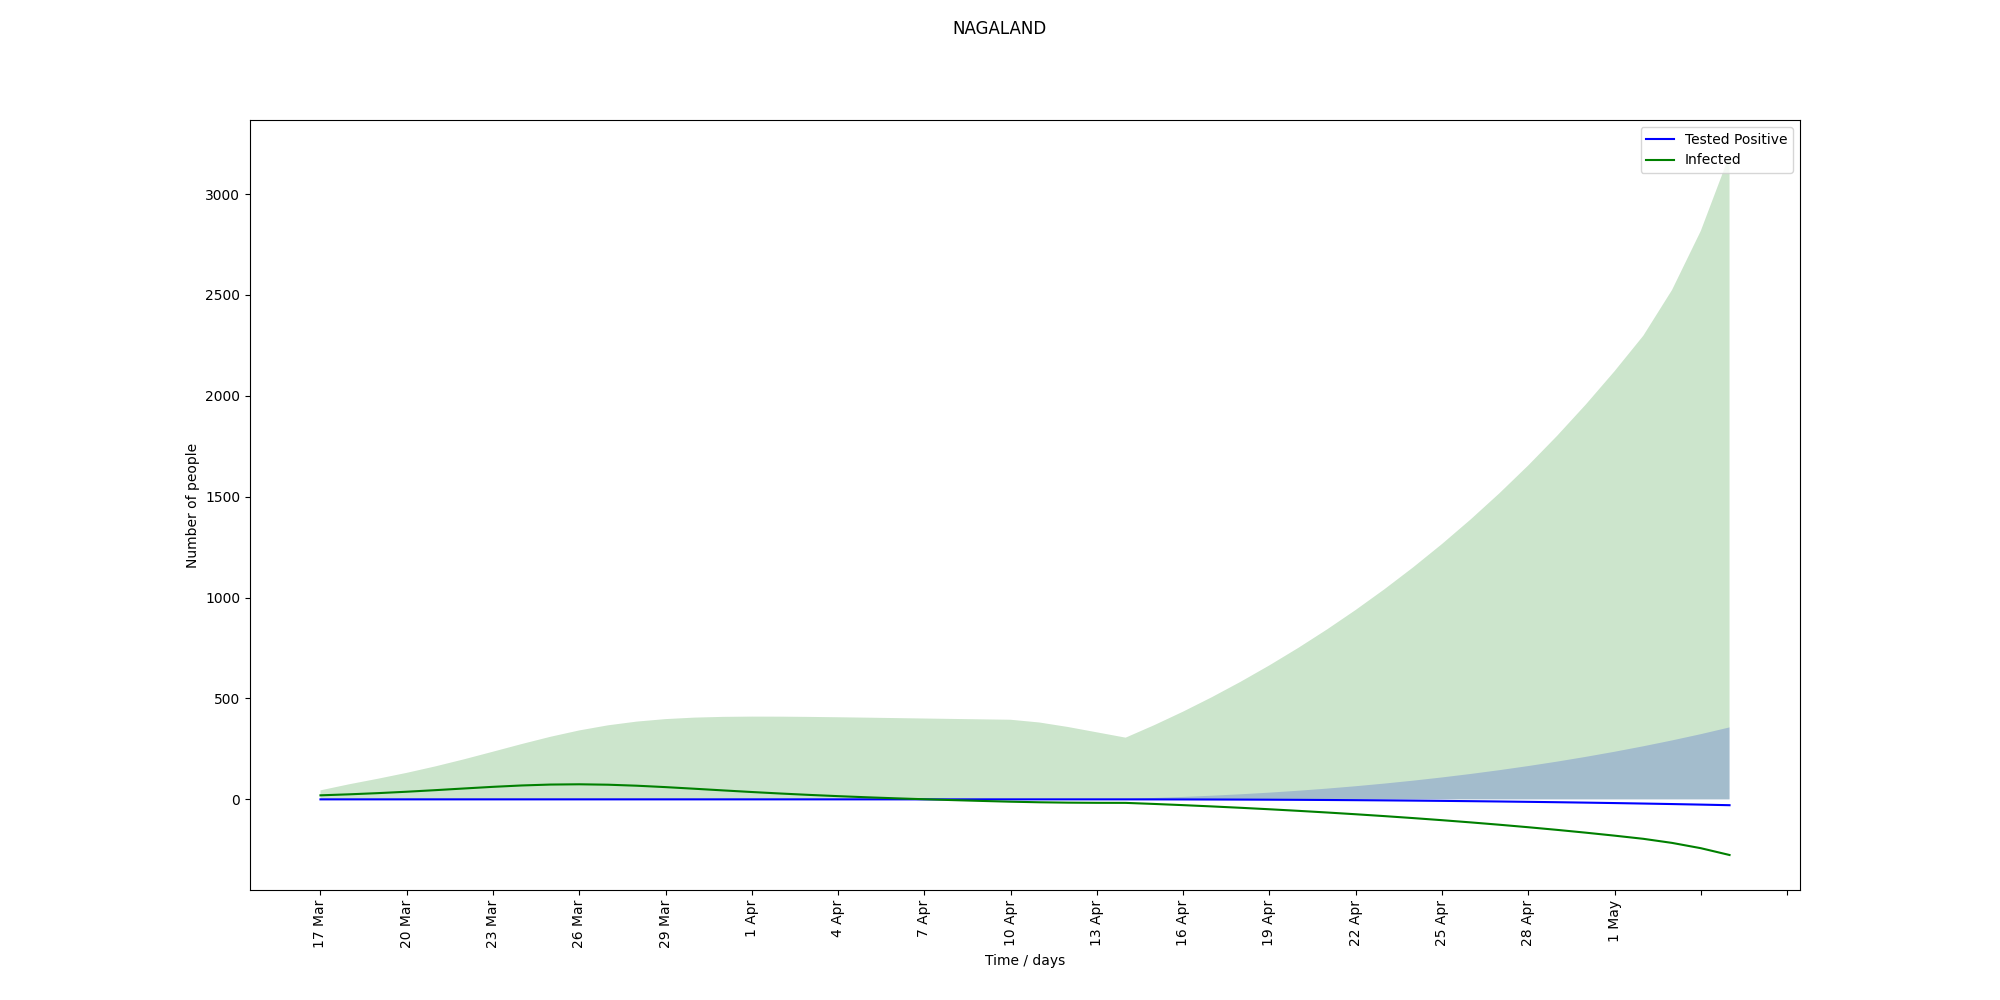 NAGALAND
Tested Positive
Infected
3000
2500
2000
1500
1000
500
0
Number of people
17 Mar
20 Mar
23 Mar
26 Mar
29 Mar
1 Apr
4 Apr
7 Apr
10 Apr
13 Apr
16 Apr
19 Apr
22 Apr
25 Apr
28 Apr
1 May
Time / days